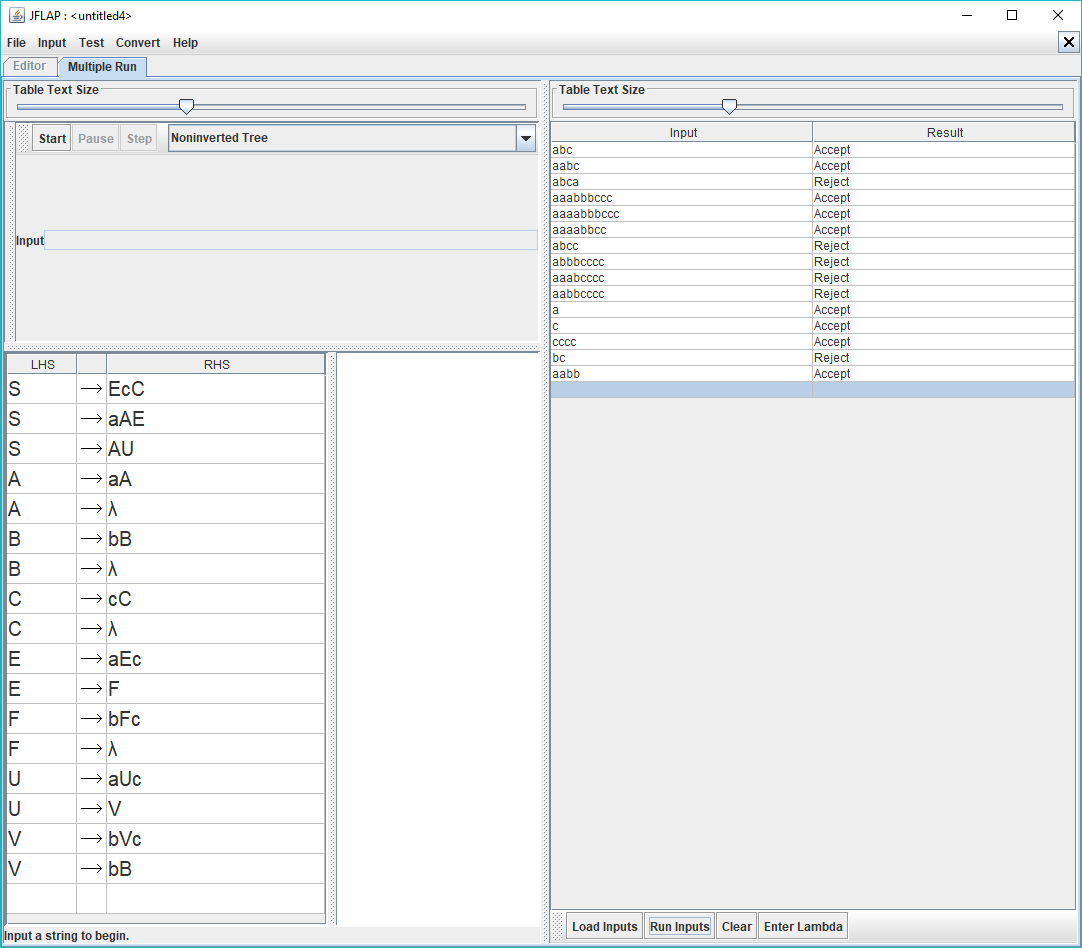 JFLAP : <untitled4>
File Input Test Convert Help
Editor Multiple Run
Table Text Size
Start Pause Step Noninverted Tree
Input
LHS RHS
S → EcC
S → aAE
S → AU
A → aA
A → λ
B → bB
B → λ
C → cC
C → λ
E → aEc
E → F
F → bFc
F → λ
U → aUc
U → V
V → bVc
V → bB
Input a string to begin.
Table Text Size
Input Result
abc Accept
aabc Accept
abca Reject
aaabbbccc Accept
aaaabbbccc Accept
aaaabbcc Accept
abcc Reject
abbbcccc Reject
aaabcccc Reject
aabbcccc Reject
a Accept
c Accept
cccc Accept
bc Reject
aabb Accept
Load Inputs Run Inputs Clear Enter Lambda